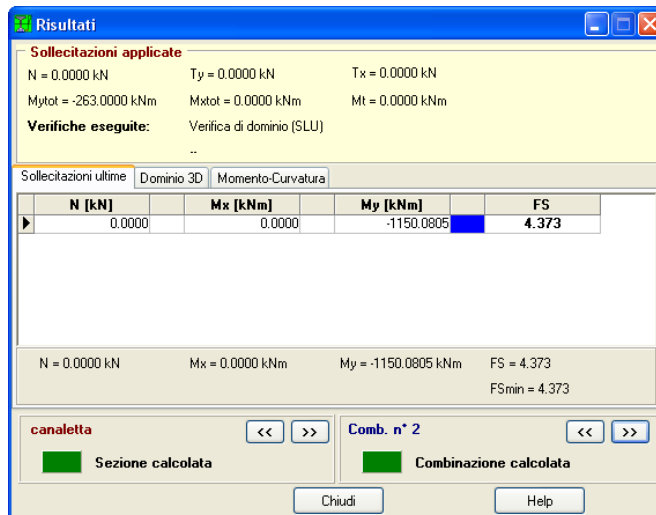 Risultati
Sollecitazioni applicate
N = 0.0000 kN Ty = 0.0000 kN Tx = 0.0000 kN
Mytot = -263.0000 kNm Mxtot = 0.0000 kNm Mt = 0.0000 kNm
Verifiche eseguite: Verifica di dominio (SLU)
--
Sollecitazioni ultime Dominio 3D Momento-Curvatura
N [kN] Mx [kNm] My [kNm] FS
0.0000 0.0000 -1150.0805 4.373
N = 0.0000 kN Mx = 0.0000 kNm My = -1150.0805 kNm FS = 4.373
FSmin = 4.373
canaletta << >> Comb. n° 2 << >>
Sezione calcolata Combinazione calcolata
Chiudi Help